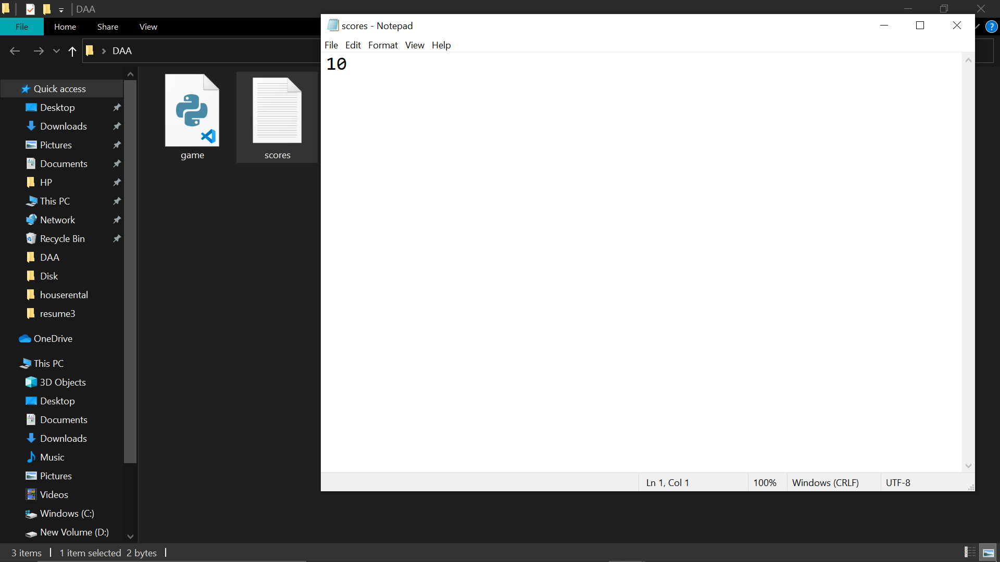 DAA
File Home Share View
DAA
Quick access
Desktop
Downloads
Pictures
Documents
HP
This PC
Network
Recycle Bin
DAA
Disk
houserental
resume3
OneDrive
This PC
3D Objects
Desktop
Documents
Downloads
Music
Pictures
Videos
Windows (C:)
New Volume (D:)
game
scores
scores - Notepad
File Edit Format View Help
10
Ln 1, Col 1 100% Windows (CRLF) UTF-8
3 items 1 item selected 2 bytes